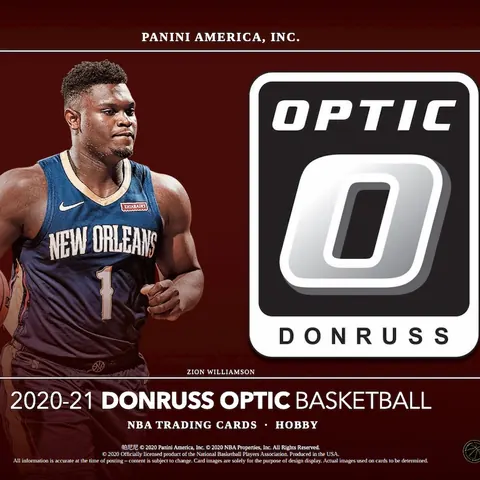 PANINI AMERICA, INC.
OPTIC
O
DONRUSS
NEW ORLEANS
1
ZION WILLIAMSON
2020-21 DONRUSS OPTIC BASKETBALL
NBA TRADING CARDS · HOBBY
帕尼尼 © 2020 Panini America, Inc. © 2020 NBA Properties, Inc. All Rights Reserved.
© 2020 Officially licensed product of the National Basketball Players Association. Produced in the USA.
All information is accurate at the time of posting – content is subject to change. Card images are solely for the purpose of design display. Actual images used on cards to be determined.